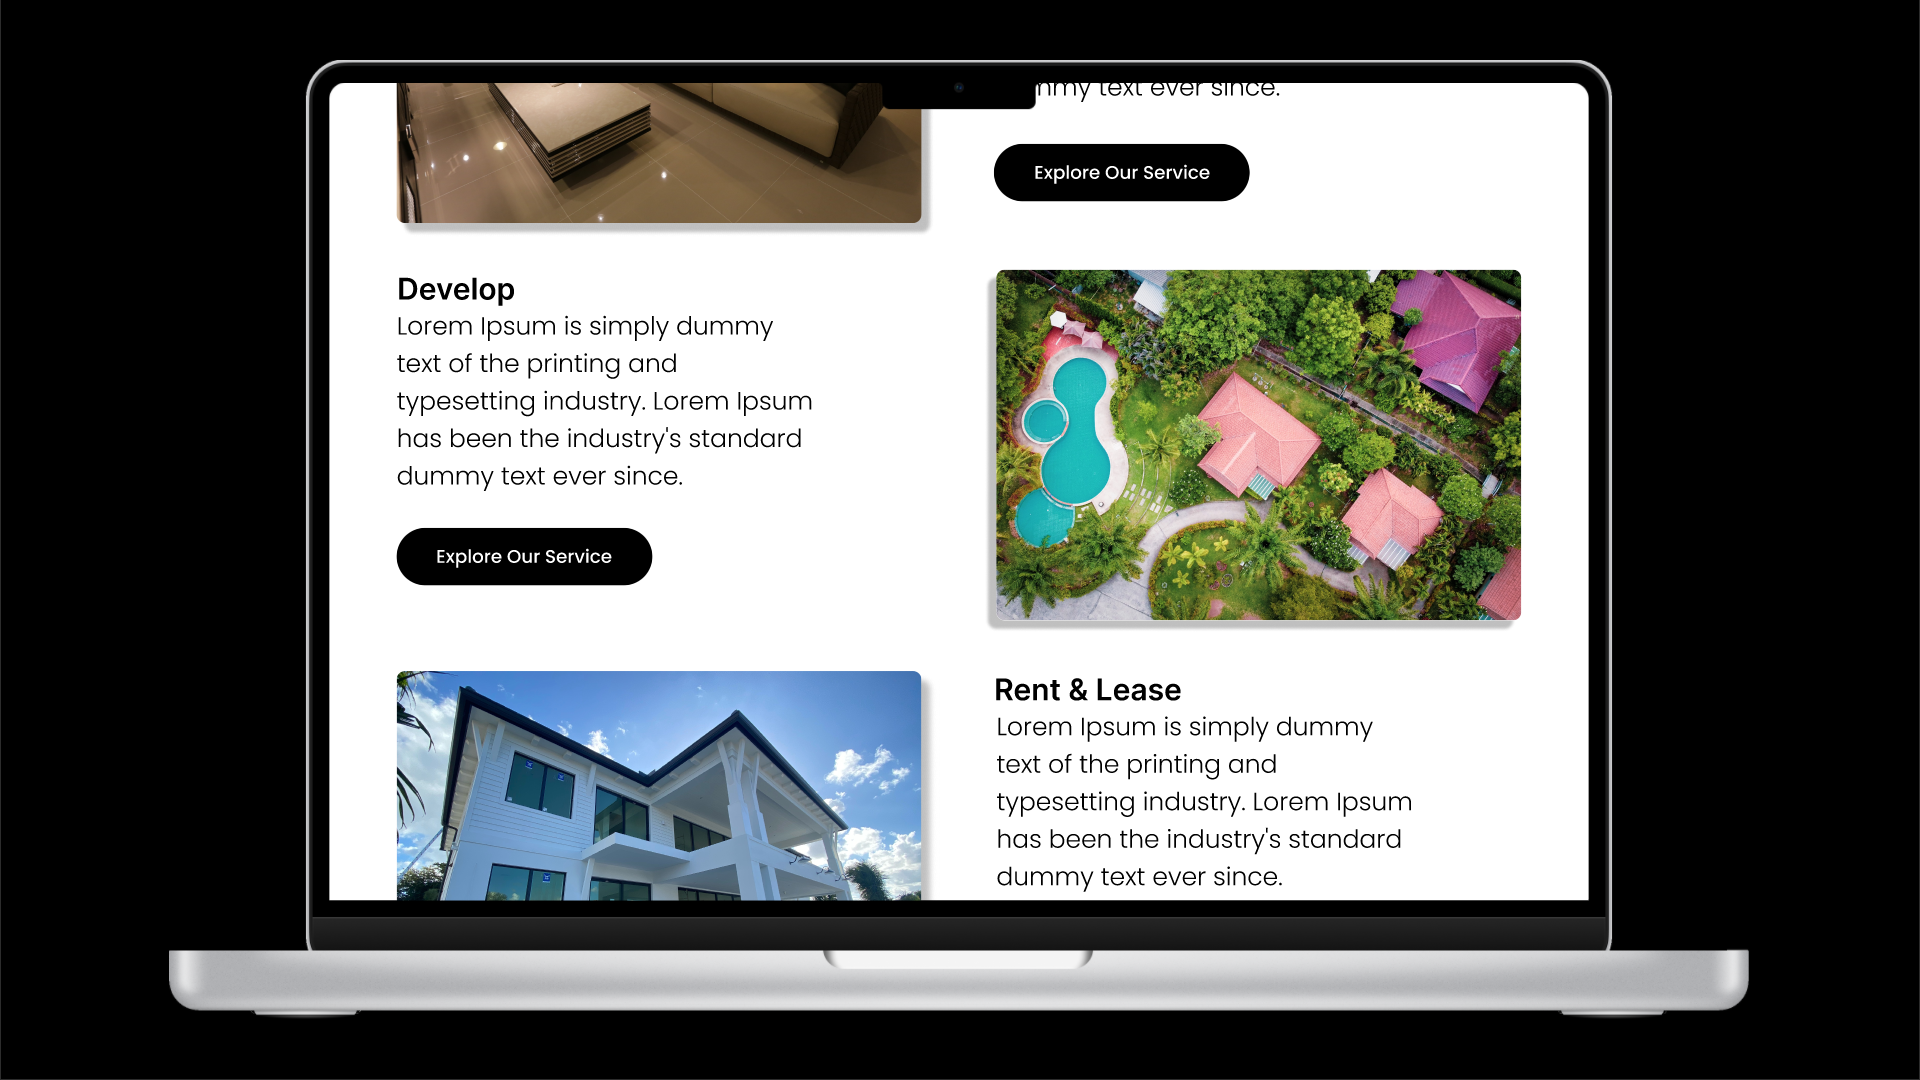 mmy text ever since.
Explore Our Service
Develop
Lorem Ipsum is simply dummy
text of the printing and
typesetting industry. Lorem Ipsum
has been the industry's standard
dummy text ever since.
Explore Our Service
Rent & Lease
Lorem Ipsum is simply dummy
text of the printing and
typesetting industry. Lorem Ipsum
has been the industry's standard
dummy text ever since.